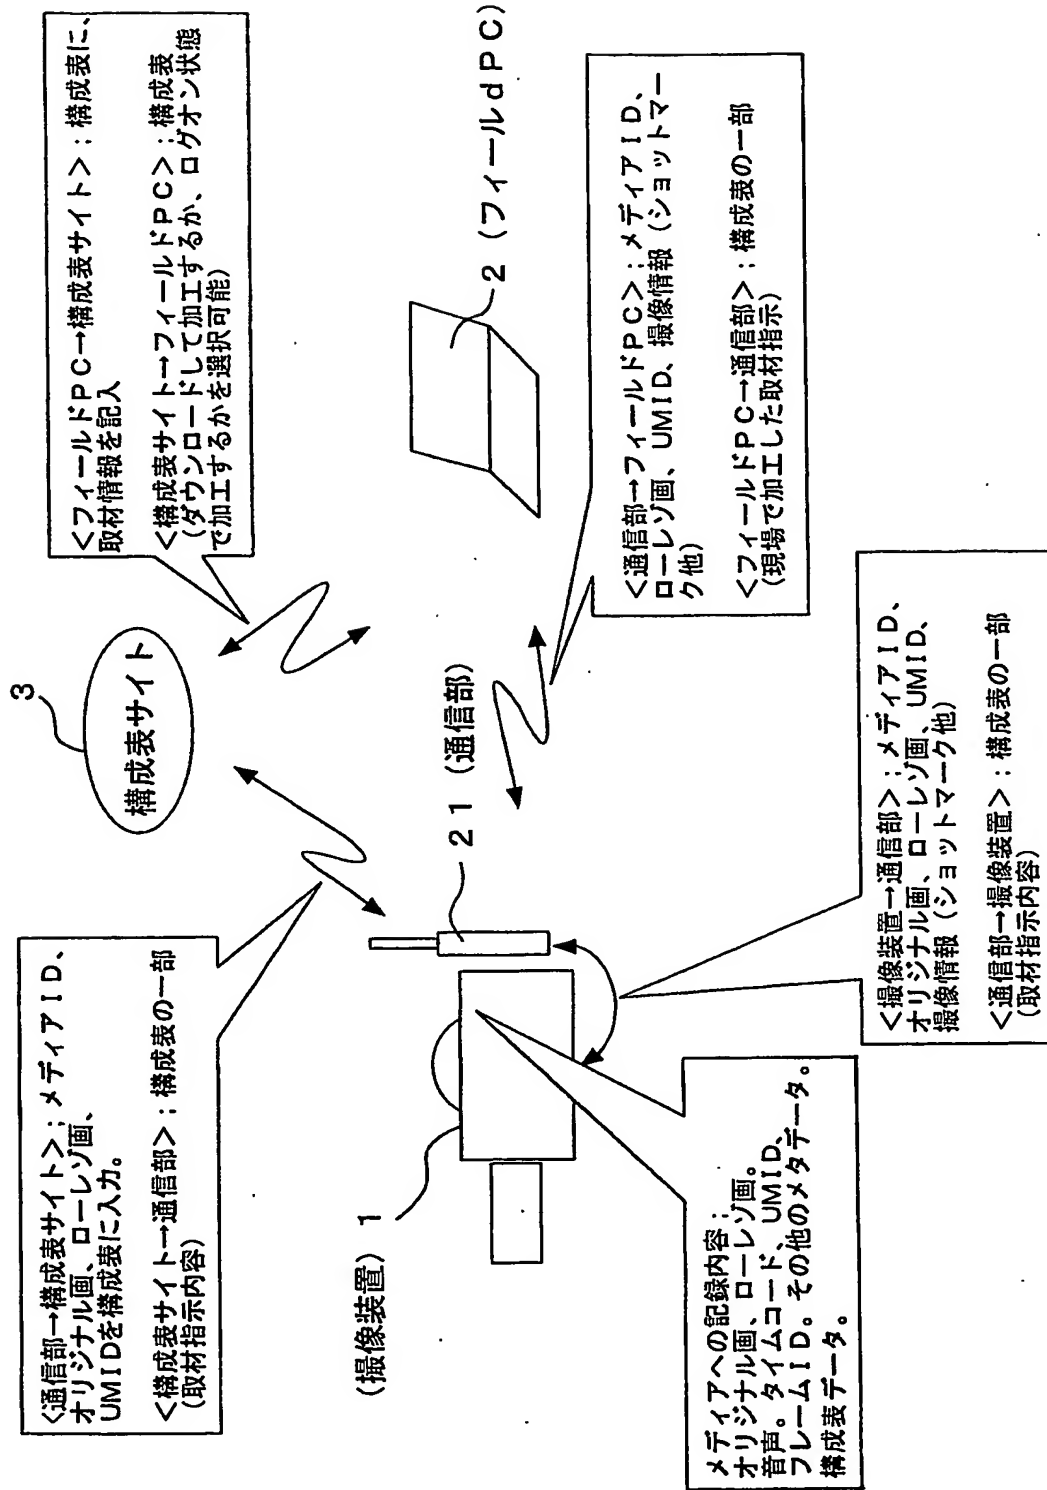 <通信部→構成表サイト>;メディアID、
オリジナル画、ローレゾ画、
UMIDを構成表に入力。
<構成表サイト→通信部>;構成表の一部
(取材指示内容)
3
構成表サイト
<フィールドPC→構成表サイト>;構成表に、
取材情報を記入
<構成表サイト→フィールドPC>;構成表
(ダウンロードして加工するか、ログオン状態
で加工するかを選択可能)
(撮像装置)
1
21 (通信部)
2 (フィールドdPC)
<通信部→フィールドPC>;メディアID、
ローレゾ画、UMID、撮像情報(ショットマー
ク他)
<フィールドPC→通信部>;構成表の一部
(現場で加工した取材指示)
メディアへの記録内容;
オリジナル画、ローレゾ画。
音声。タイムコード、UMID、
フレームID。その他のメタデータ。
構成表データ。
<撮像装置→通信部>;メディアID、
オリジナル画、ローレゾ画、UMID、
撮像情報(ショットマーク他)
<通信部→撮像装置>;構成表の一部
(取材指示内容)